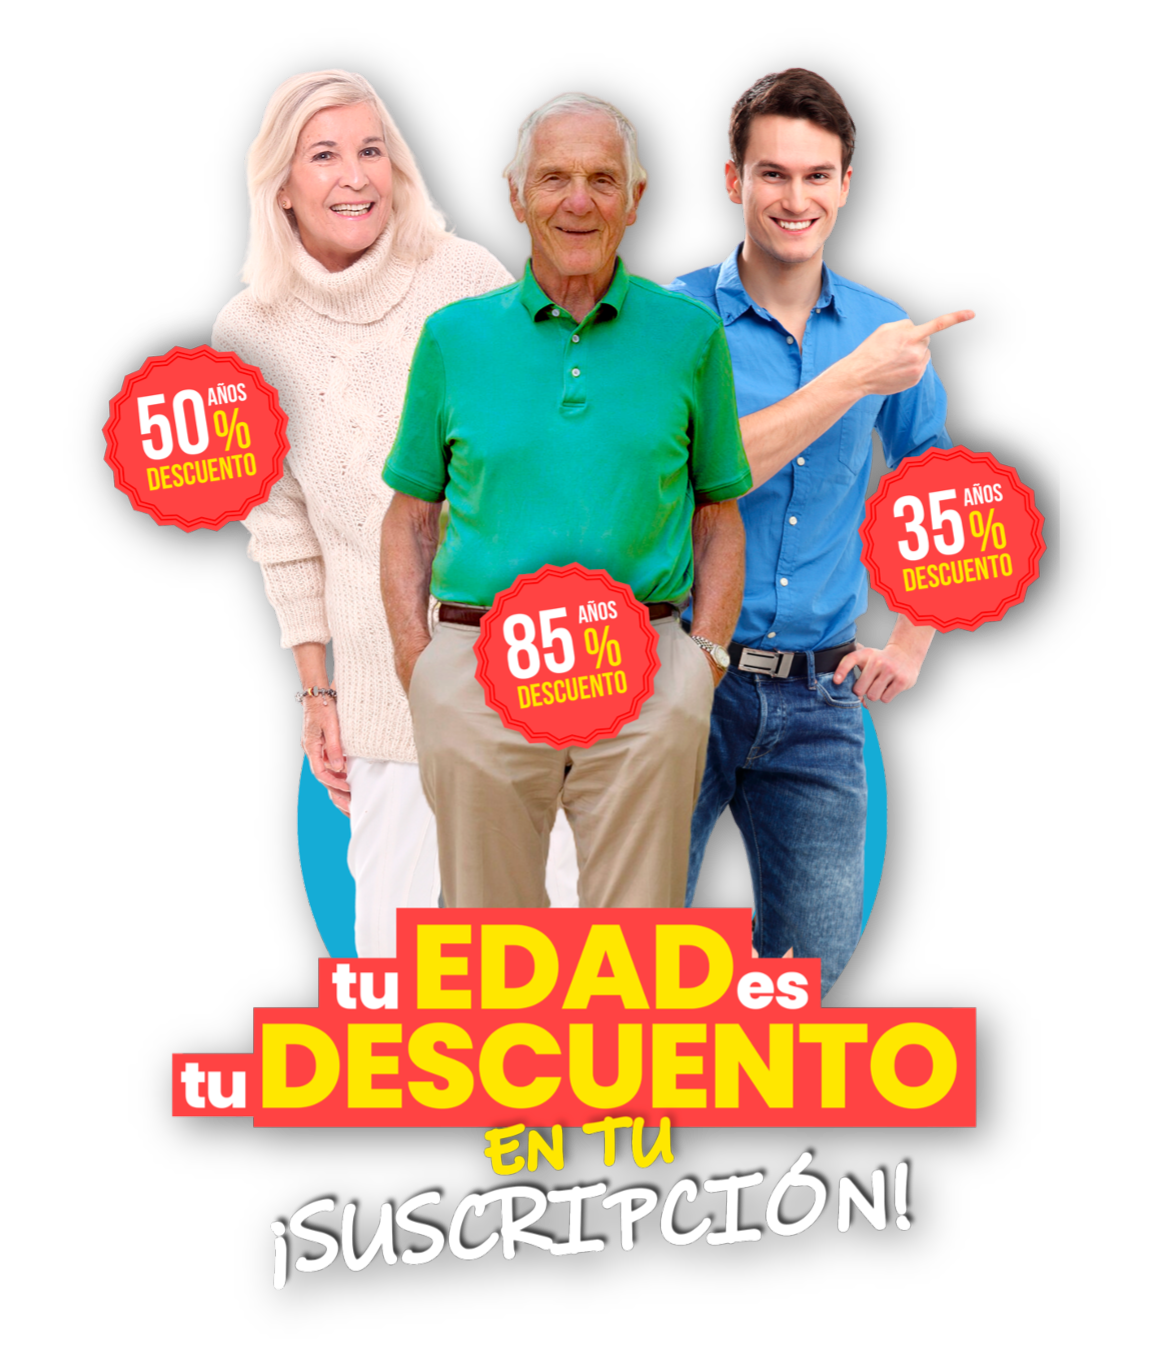 50 AÑOS
%
DESCUENTO
35 AÑOS
%
DESCUENTO
85 AÑOS
%
DESCUENTO
tu EDAD es
tu DESCUENTO
EN TU
¡SUSCRIPCIÓN!